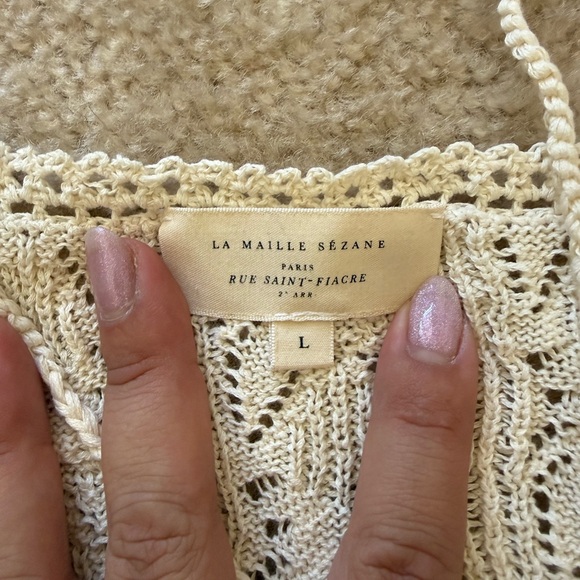 LA MAILLE SÉZANE
PARIS
RUE SAINT-FIACRE
2ᵉ ARR
L